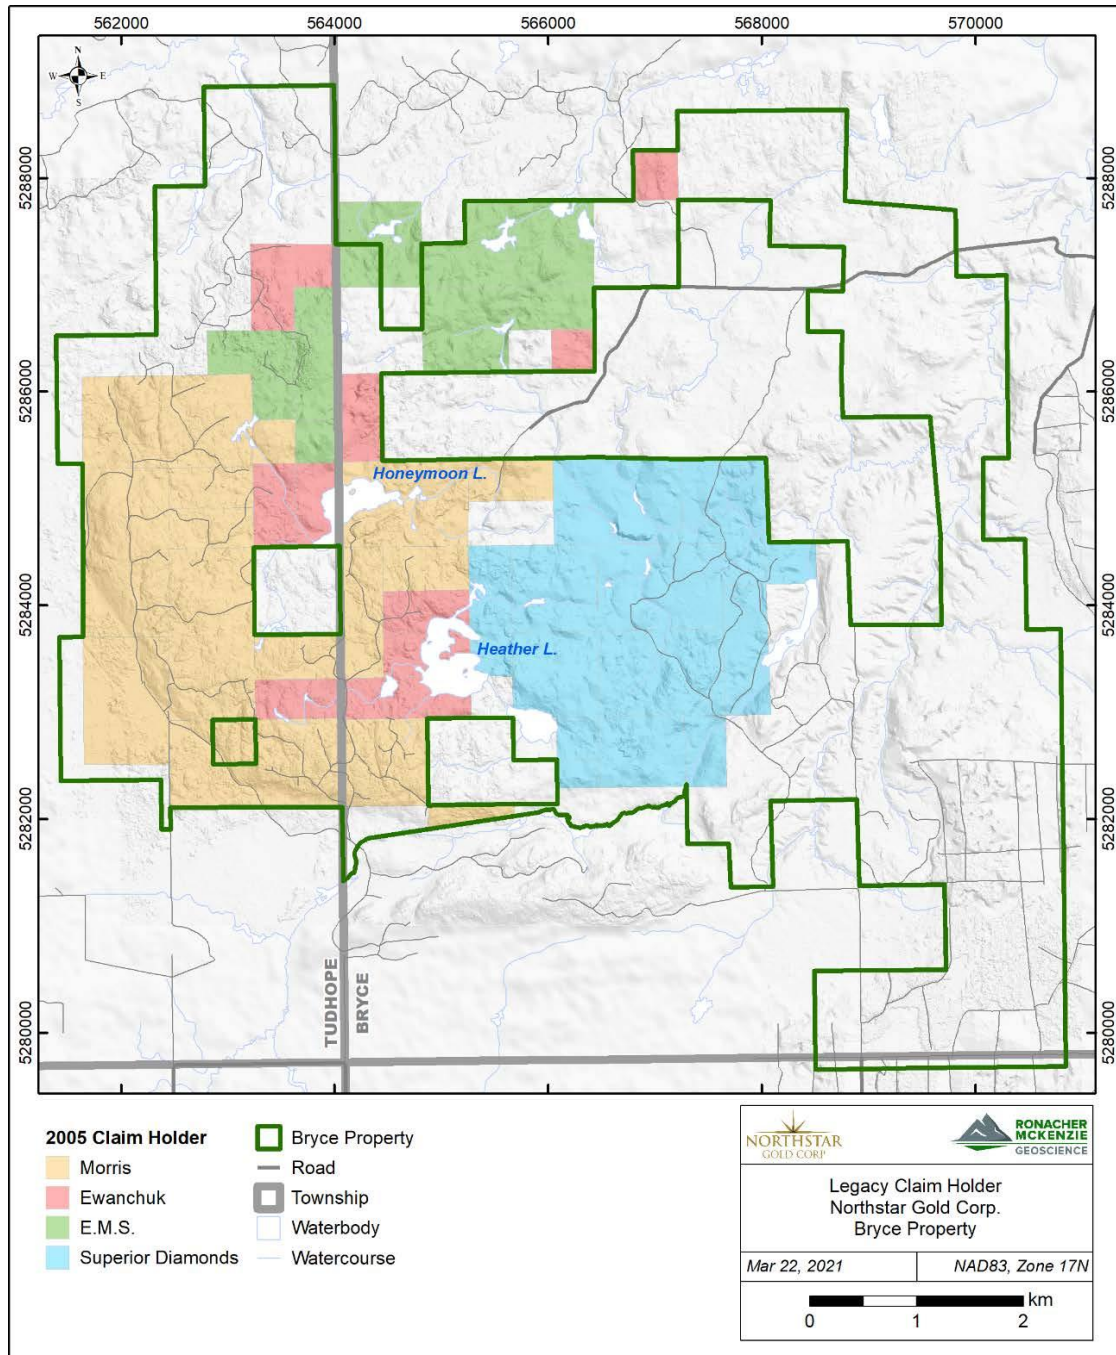 562000 564000 566000 568000 570000
N
W E
S
5288000 5288000
5286000 5286000
Honeymoon L.
5284000 5284000
Heather L.
5282000 5282000
TUDHOPE
BRYCE
5280000 5280000
2005 Claim Holder
Morris
Ewanchuk
E.M.S.
Superior Diamonds
Bryce Property
Road
Township
Waterbody
Watercourse
NORTHSTAR
GOLD CORP
RONACHER
MCKENZIE
GEOSCIENCE
Legacy Claim Holder
Northstar Gold Corp.
Bryce Property
Mar 22, 2021 NAD83, Zone 17N
km
0 1 2